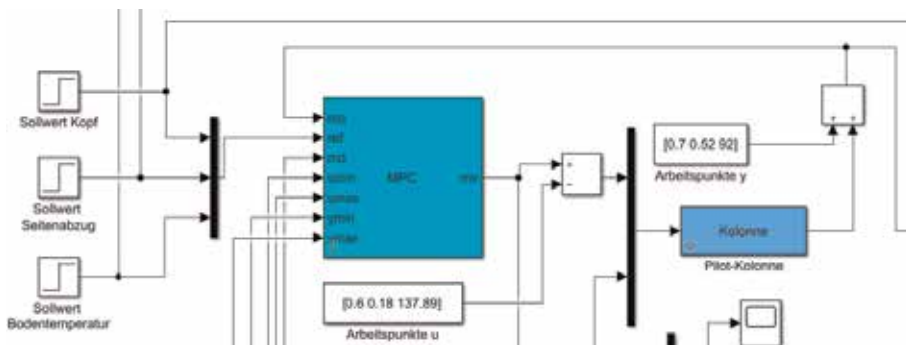 Sollwert Kopf
Sollwert
Seitenabzug
Sollwert
Bodentemperatur
mo
ref
md
umin
umax
ymin
ymax
MPC
mv
[0.6 0.18 137.89]
Arbeitspunkte u
+
−
[0.7 0.52 92]
Arbeitspunkte y
+
+
Kolonne
Pilot-Kolonne